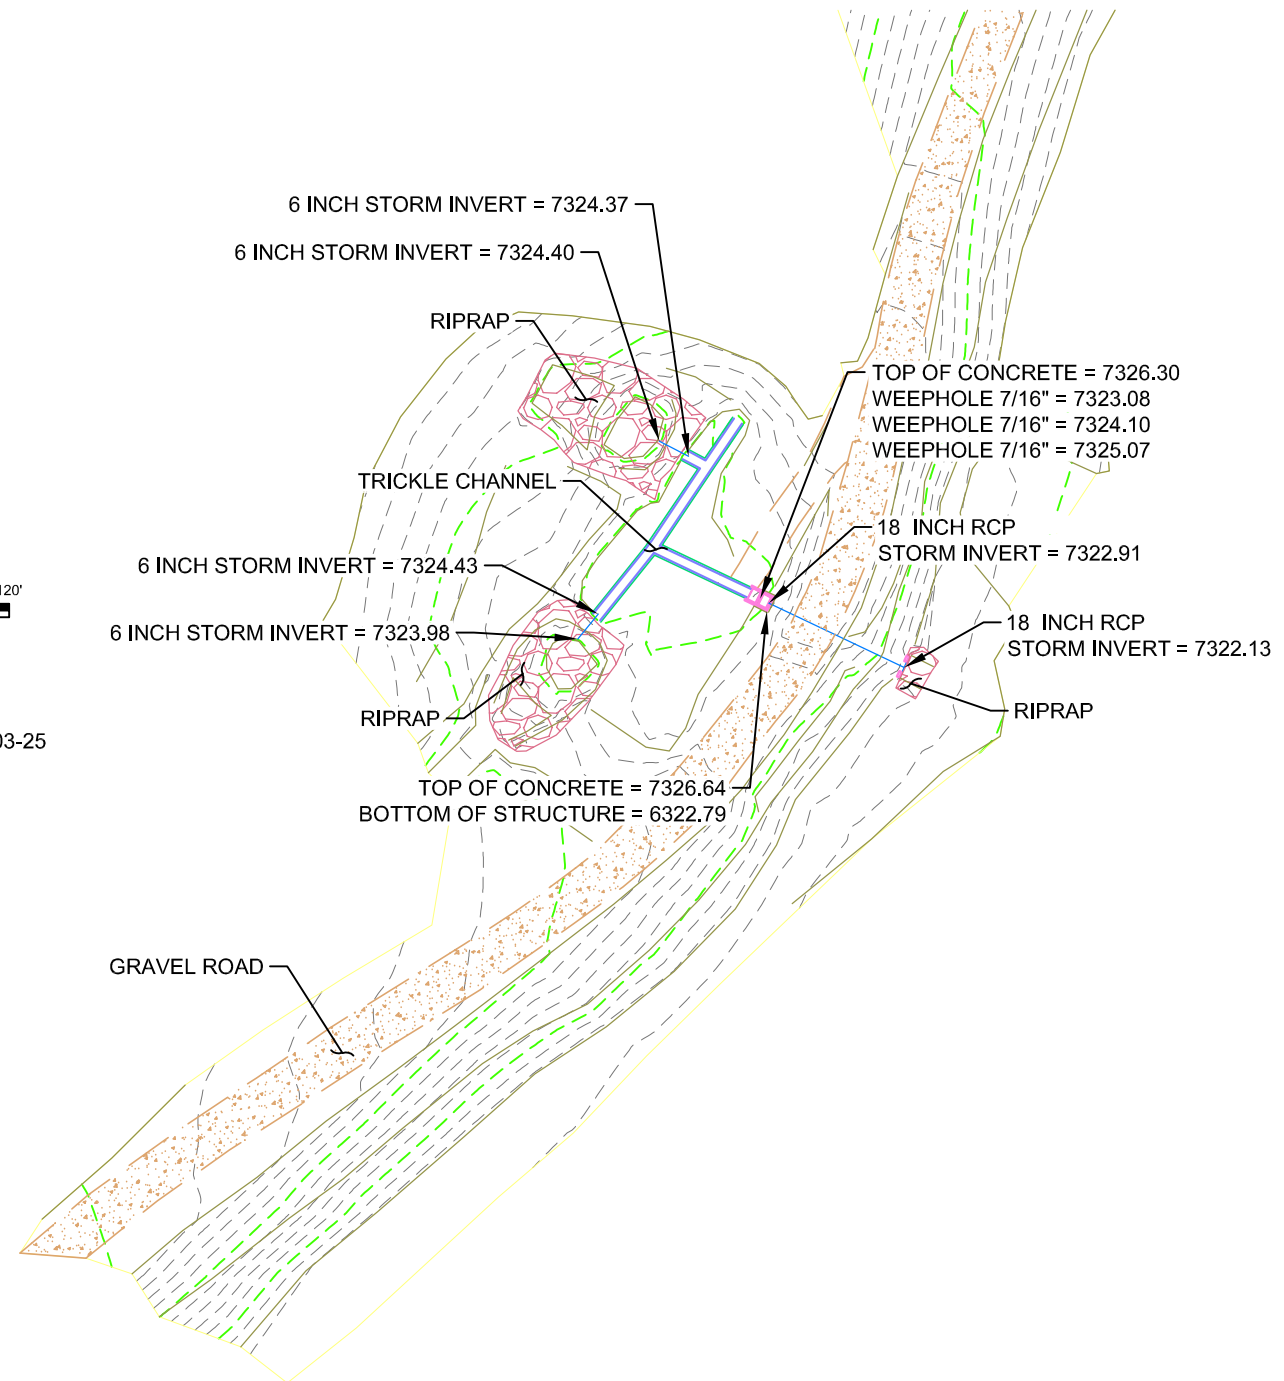 6 INCH STORM INVERT = 7324.37
6 INCH STORM INVERT = 7324.40
RIPRAP
TOP OF CONCRETE = 7326.30
WEEPHOLE 7/16" = 7323.08
WEEPHOLE 7/16" = 7324.10
WEEPHOLE 7/16" = 7325.07
TRICKLE CHANNEL
18 INCH RCP
STORM INVERT = 7322.91
6 INCH STORM INVERT = 7324.43
120'
6 INCH STORM INVERT = 7323.98
18 INCH RCP
STORM INVERT = 7322.13
RIPRAP
RIPRAP
03-25
TOP OF CONCRETE = 7326.64
BOTTOM OF STRUCTURE = 6322.79
GRAVEL ROAD